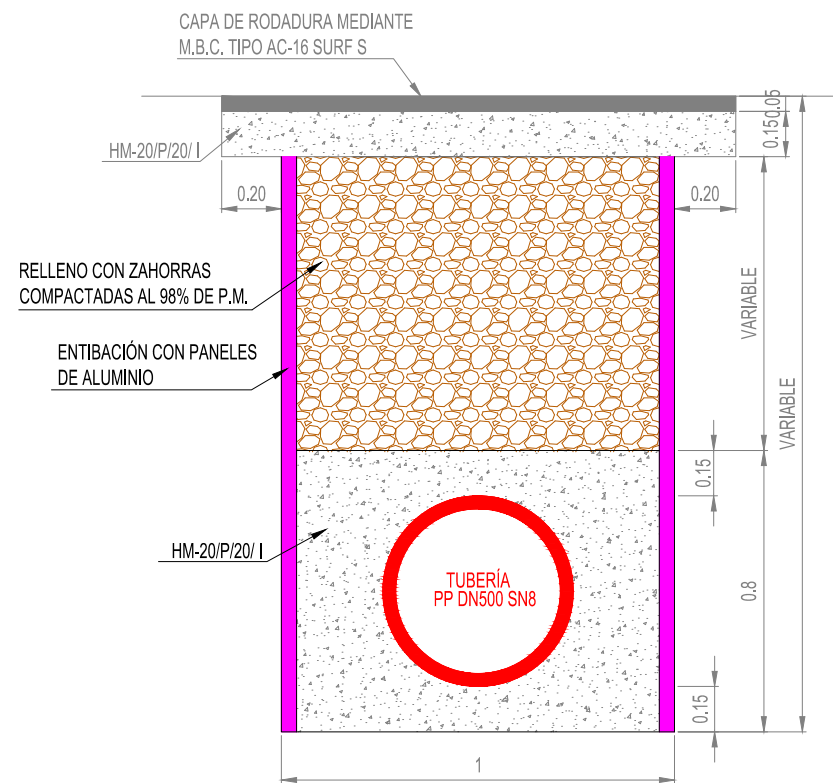 CAPA DE RODADURA MEDIANTE
M.B.C. TIPO AC-16 SURF S
HM-20/P/20/ I
0.05
0.15
0.20
0.20
RELLENO CON ZAHORRAS
COMPACTADAS AL 98% DE P.M.
VARIABLE
ENTIBACIÓN CON PANELES
DE ALUMINIO
VARIABLE
0.15
HM-20/P/20/ I
TUBERÍA
PP DN500 SN8
0.8
0.15
1